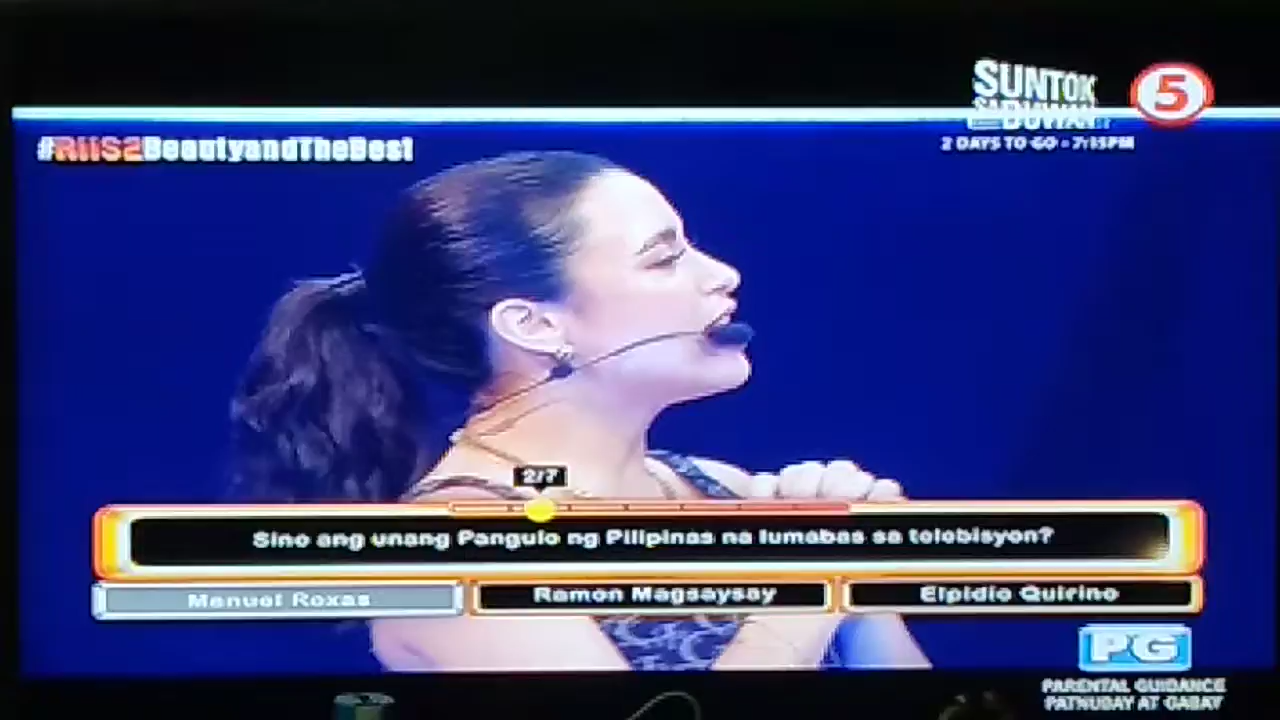 SUNTOK
SA BUWAN
5
2 DAYS TO GO - 7:15PM
#RIIS2BeautyandTheBest
2/7
Sino ang unang Pangulo ng Pilipinas na lumabas sa telebisyon?
Manuel Roxas
Ramon Magsaysay
Elpidio Quirino
PG
PARENTAL GUIDANCE
PATNUBAY AT GABAY